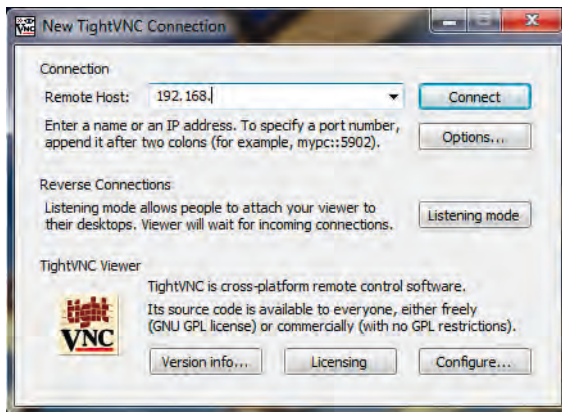 New TightVNC Connection
Connection
Remote Host: 192.168. Connect
Enter a name or an IP address. To specify a port number,
append it after two colons (for example, mypc::5902). Options...
Reverse Connections
Listening mode allows people to attach your viewer to
their desktops. Viewer will wait for incoming connections. Listening mode
TightVNC Viewer
TightVNC is cross-platform remote control software.
Its source code is available to everyone, either freely
(GNU GPL license) or commercially (with no GPL restrictions).
tight
VNC
Version info... Licensing Configure...